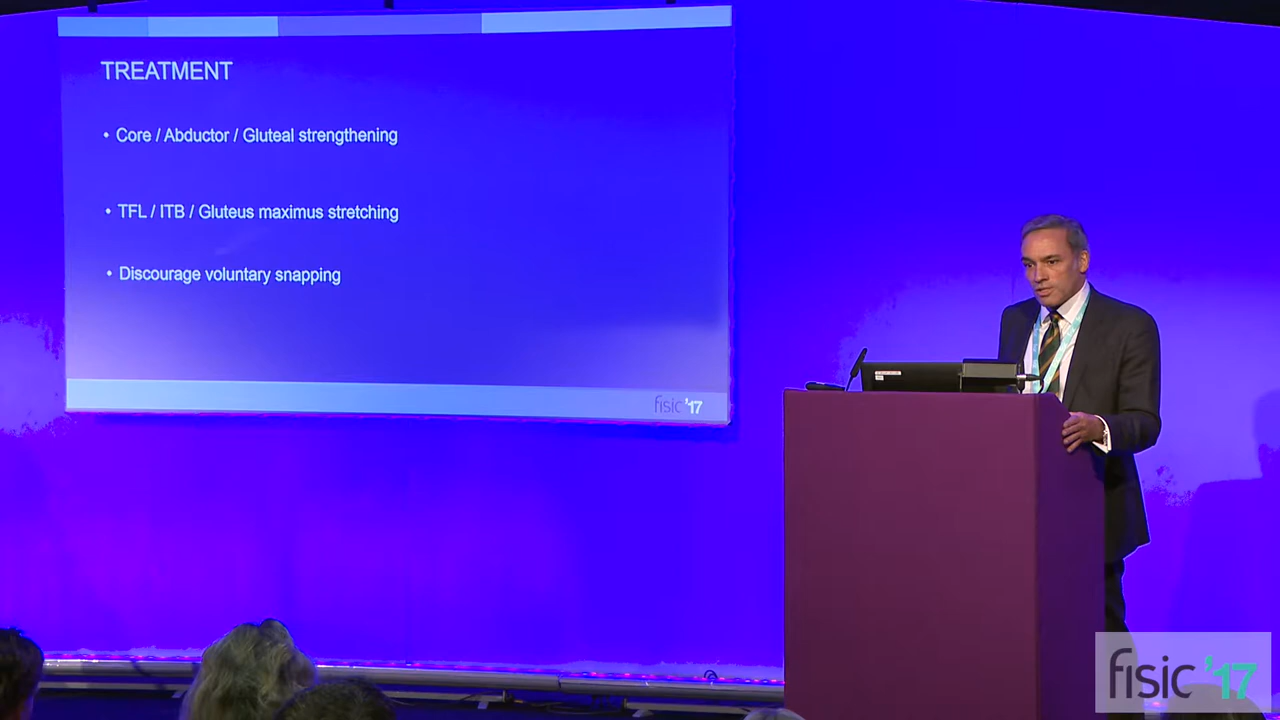 TREATMENT
• Core / Abductor / Gluteal strengthening
• TFL / ITB / Gluteus maximus stretching
• Discourage voluntary snapping
fisic '17
fisic '17